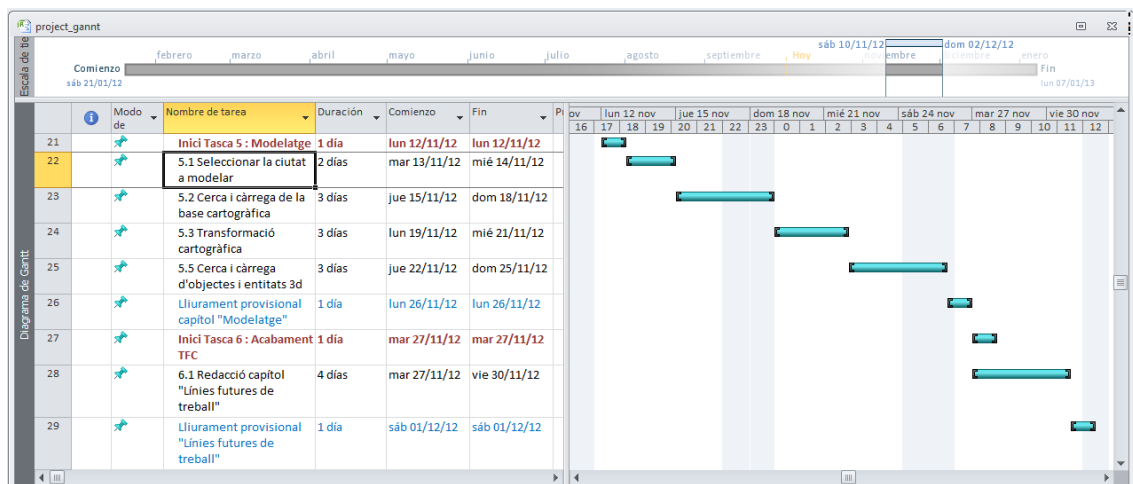 project_gannt
Escala de tie
febrero marzo abril mayo junio julio agosto septiembre Hoy noviembre diciembre enero
sáb 10/11/12 dom 02/12/12
Comienzo
sáb 21/01/12
Fin
lun 07/01/13
Diagrama de Gantt
Modo de Nombre de tarea Duración Comienzo Fin
ov lun 12 nov jue 15 nov dom 18 nov mié 21 nov sáb 24 nov mar 27 nov vie 30 nov
16 17 18 19 20 21 22 23 0 1 2 3 4 5 6 7 8 9 10 11 12
21 Inici Tasca 5 : Modelatge 1 día lun 12/11/12 lun 12/11/12
22 5.1 Seleccionar la ciutat 2 días mar 13/11/12 mié 14/11/12
a modelar
23 5.2 Cerca i càrrega de la 3 días jue 15/11/12 dom 18/11/12
base cartogràfica
24 5.3 Transformació 3 días lun 19/11/12 mié 21/11/12
cartogràfica
25 5.5 Cerca i càrrega 3 días jue 22/11/12 dom 25/11/12
d'objectes i entitats 3d
26 Lliurament provisional 1 día lun 26/11/12 lun 26/11/12
capítol "Modelatge"
27 Inici Tasca 6 : Acabament 1 día mar 27/11/12 mar 27/11/12
TFC
28 6.1 Redacció capítol 4 días mar 27/11/12 vie 30/11/12
"Línies futures de
treball"
29 Lliurament provisional 1 día sáb 01/12/12 sáb 01/12/12
"Línies futures de
treball"